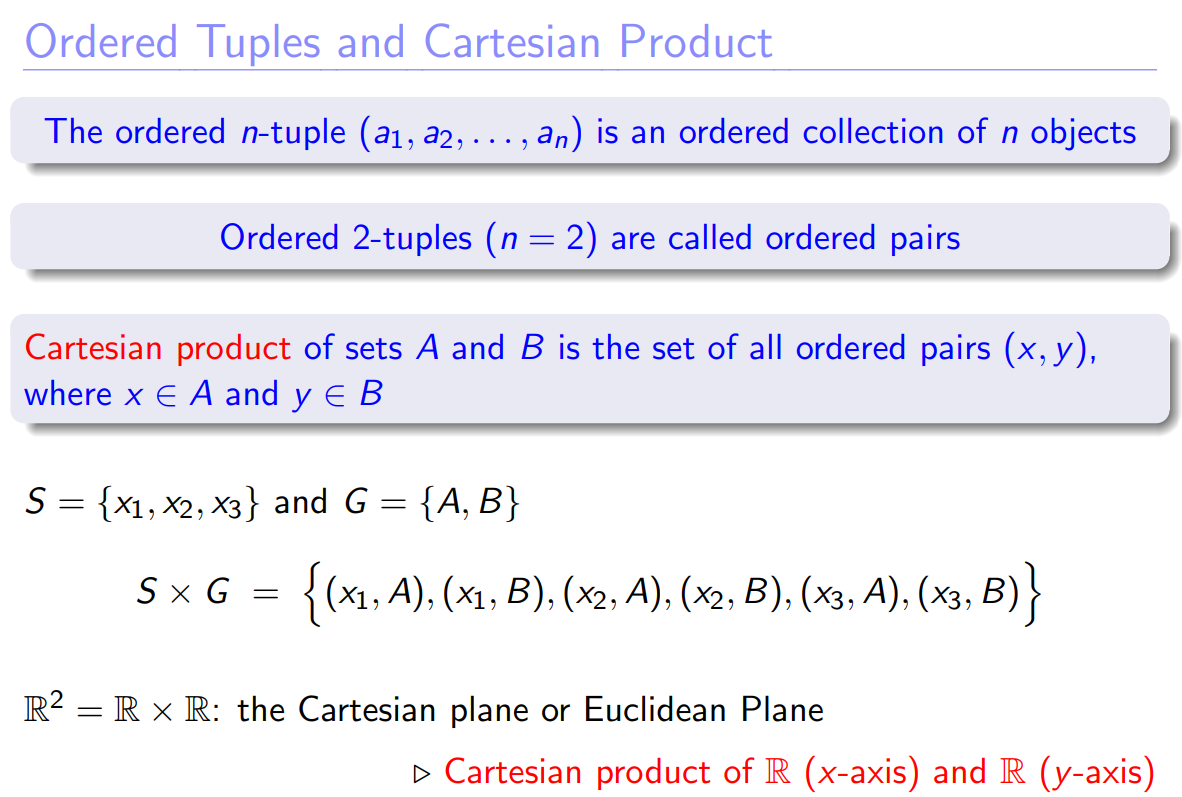 Ordered Tuples and Cartesian Product
The ordered n-tuple (a₁, a₂, . . . , aₙ) is an ordered collection of n objects
Ordered 2-tuples (n = 2) are called ordered pairs
Cartesian product of sets A and B is the set of all ordered pairs (x, y),
where x ∈ A and y ∈ B
S = {x₁, x₂, x₃} and G = {A, B}
S × G = {(x₁, A), (x₁, B), (x₂, A), (x₂, B), (x₃, A), (x₃, B)}
ℝ² = ℝ × ℝ: the Cartesian plane or Euclidean Plane
▷ Cartesian product of ℝ (x-axis) and ℝ (y-axis)